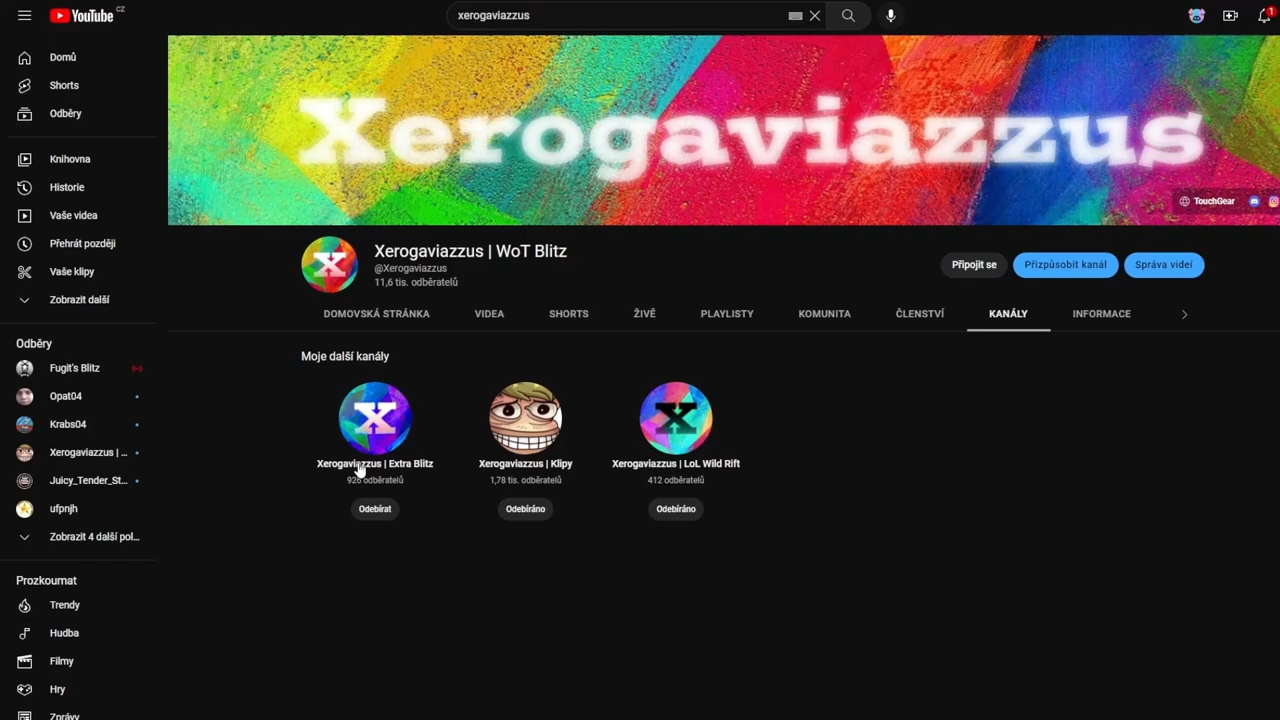 YouTube CZ
xerogaviazzus
1
Domů
Shorts
Odběry
Knihovna
Historie
Vaše videa
Přehrát později
Vaše klipy
Zobrazit další
Odběry
Fugit's Blitz
Opat04
Krabs04
Xerogaviazzus | ...
Juicy_Tender_St...
ufpnjh
Zobrazit 4 další pol...
Prozkoumat
Trendy
Hudba
Filmy
Hry
Zprávy
Xerogaviazzus
TouchGear
X
Xerogaviazzus | WoT Blitz
@Xerogaviazzus
11,6 tis. odběratelů
Připojit se
Přizpůsobit kanál
Správa videí
DOMOVSKÁ STRÁNKA
VIDEA
SHORTS
ŽIVĚ
PLAYLISTY
KOMUNITA
ČLENSTVÍ
KANÁLY
INFORMACE
Moje další kanály
X
Xerogaviazzus | Extra Blitz
926 odběratelů
Odebírat
Xerogaviazzus | Klipy
1,78 tis. odběratelů
Odebíráno
X
Xerogaviazzus | LoL Wild Rift
412 odběratelů
Odebíráno